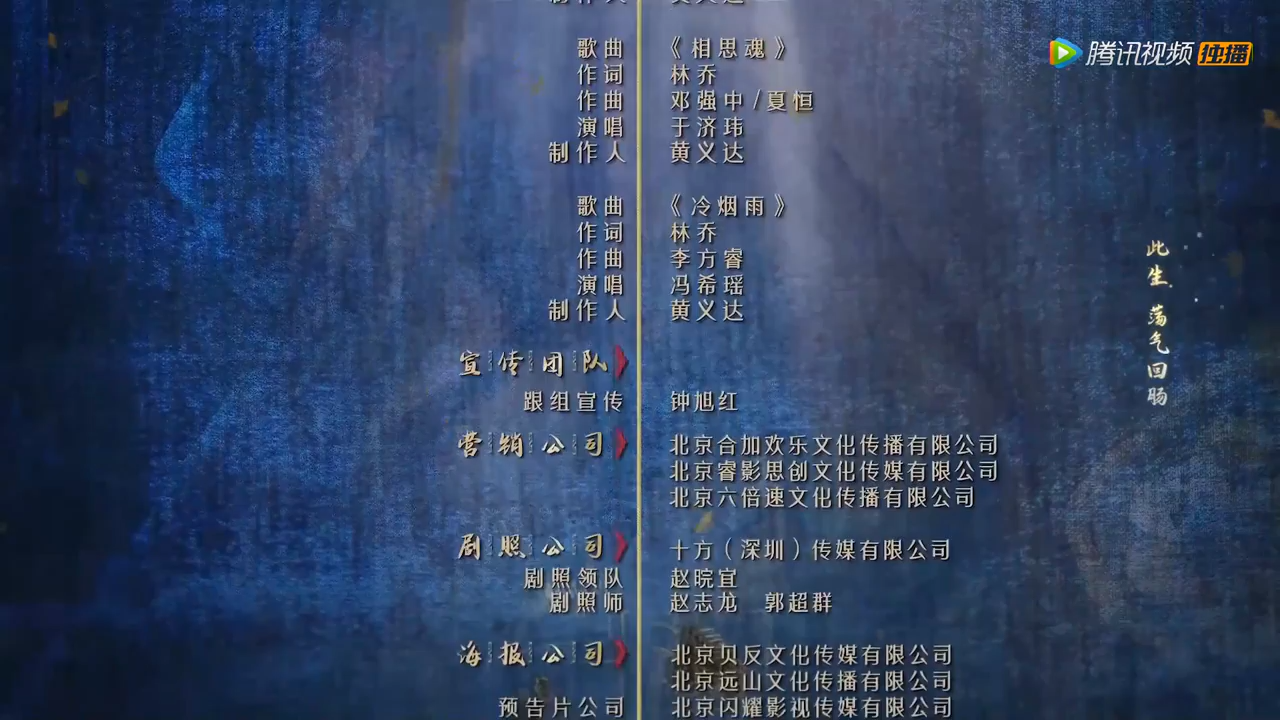 歌曲 《相思魂》
作词 林乔
作曲 邓强中/夏恒
演唱 于济玮
制作人 黄义达
歌曲 《冷烟雨》
作词 林乔
作曲 李方睿
演唱 冯希瑶
制作人 黄义达
宣传团队
跟组宣传 钟旭红
营销公司 北京合加欢乐文化传播有限公司
北京睿影思创文化传媒有限公司
北京六倍速文化传播有限公司
剧照公司 十方（深圳）传媒有限公司
剧照领队 赵晥宜
剧照师 赵志龙 郭超群
海报公司 北京贝反文化传媒有限公司
北京远山文化传播有限公司
预告片公司 北京闪耀影视传媒有限公司
腾讯视频 独播
此生 荡气回肠